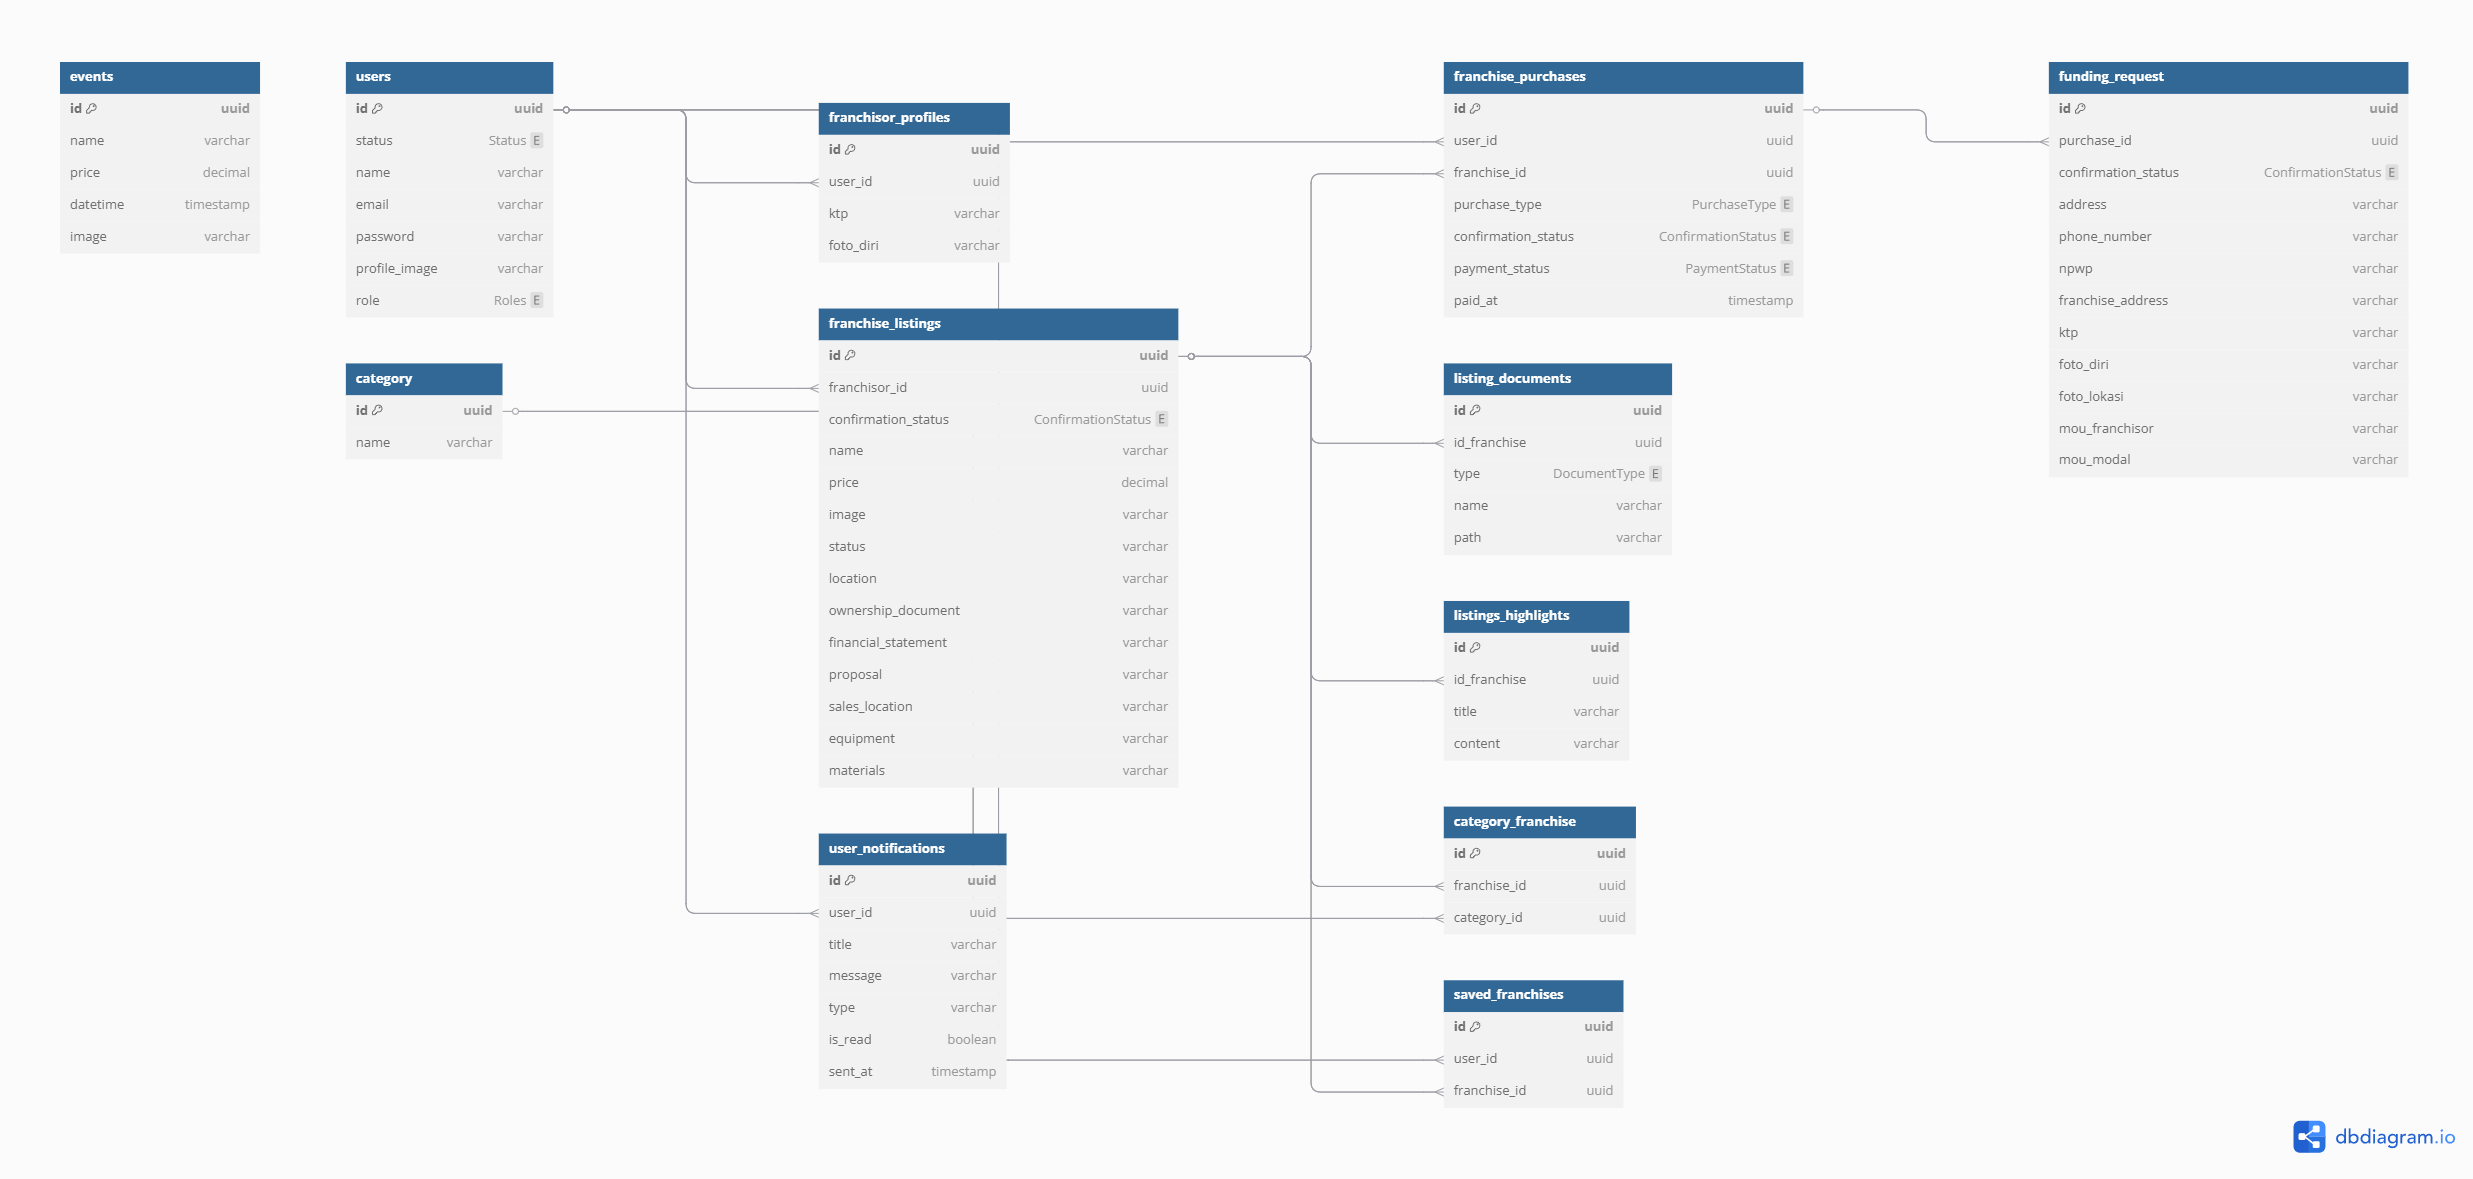 events
id uuid
name varchar
price decimal
datetime timestamp
image varchar
users
id uuid
status Status E
name varchar
email varchar
password varchar
profile_image varchar
role Roles E
category
id uuid
name varchar
franchisor_profiles
id uuid
user_id uuid
ktp varchar
foto_diri varchar
franchise_listings
id uuid
franchisor_id uuid
confirmation_status ConfirmationStatus E
name varchar
price decimal
image varchar
status varchar
location varchar
ownership_document varchar
financial_statement varchar
proposal varchar
sales_location varchar
equipment varchar
materials varchar
user_notifications
id uuid
user_id uuid
title varchar
message varchar
type varchar
is_read boolean
sent_at timestamp
franchise_purchases
id uuid
user_id uuid
franchise_id uuid
purchase_type PurchaseType E
confirmation_status ConfirmationStatus E
payment_status PaymentStatus E
paid_at timestamp
listing_documents
id uuid
id_franchise uuid
type DocumentType E
name varchar
path varchar
listings_highlights
id uuid
id_franchise uuid
title varchar
content varchar
category_franchise
id uuid
franchise_id uuid
category_id uuid
saved_franchises
id uuid
user_id uuid
franchise_id uuid
funding_request
id uuid
purchase_id uuid
confirmation_status ConfirmationStatus E
address varchar
phone_number varchar
npwp varchar
franchise_address varchar
ktp varchar
foto_diri varchar
foto_lokasi varchar
mou_franchisor varchar
mou_modal varchar
dbdiagram.io